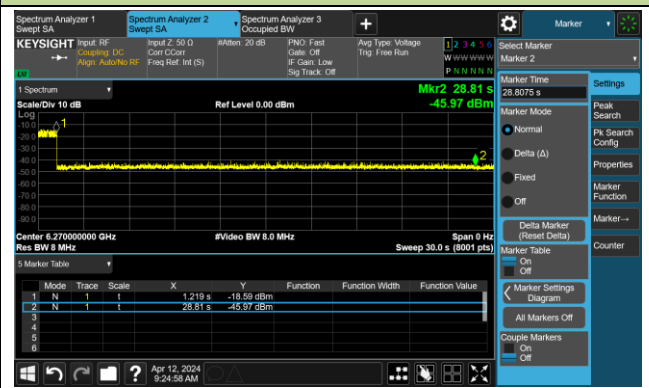 Spectrum Analyzer 1
Swept SA
Spectrum Analyzer 2
Swept SA
Spectrum Analyzer 3
Occupied BW
+
Marker
KEYSIGHT
Input: RF
Coupling: DC
Align: Auto/No RF
Input Z: 50 Ω
Corr CCorr
Freq Ref: Int (S)
#Atten: 20 dB
PNO: Fast
Gate: Off
IF Gain: Low
Sig Track: Off
Avg Type: Voltage
Trig: Free Run
1 2 3 4 5 6
W W W W W W
P N N N N N
LXI
Select Marker
Marker 2
1 Spectrum
Mkr2 28.81 s
-45.97 dBm
Scale/Div 10 dB
Ref Level 0.00 dBm
Log
-10.0
-20.0
-30.0
-40.0
-50.0
-60.0
-70.0
-80.0
-90.0
1
2
Center 6.270000000 GHz
Res BW 8 MHz
#Video BW 8.0 MHz
Span 0 Hz
Sweep 30.0 s (8001 pts)
5 Marker Table
Mode Trace Scale X Y Function Function Width Function Value
1 N 1 t 1.219 s -18.59 dBm
2 N 1 t 28.81 s -45.97 dBm
3
4
5
6
Marker Time
28.8075 s
Marker Mode
Normal
Delta (Δ)
Fixed
Off
Delta Marker
(Reset Delta)
Marker Table
On
Off
Marker Settings
Diagram
All Markers Off
Couple Markers
On
Off
Settings
Peak
Search
Pk Search
Config
Properties
Marker
Function
Marker→
Counter
?
Apr 12, 2024
9:24:58 AM